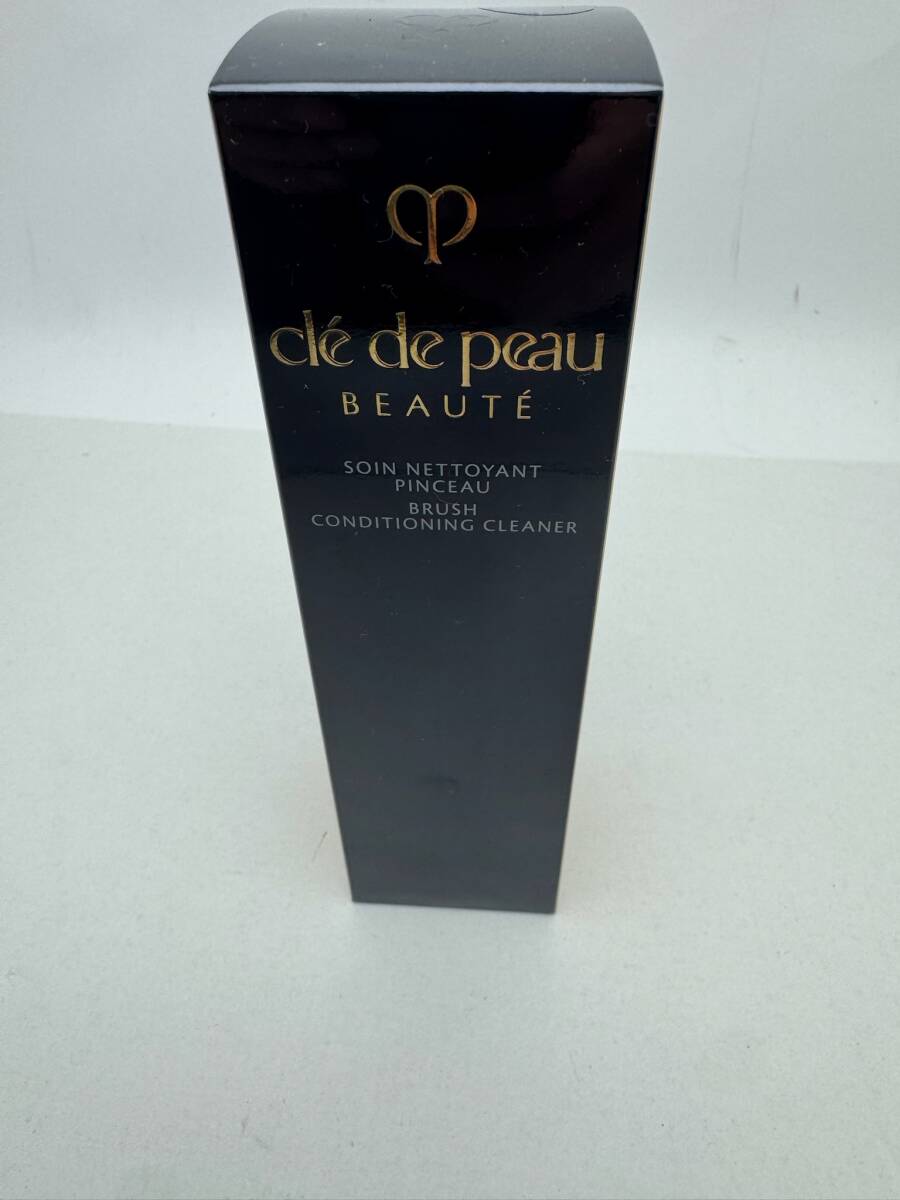 clé de peau
BEAUTÉ
SOIN NETTOYANT
PINCEAU
BRUSH
CONDITIONING CLEANER